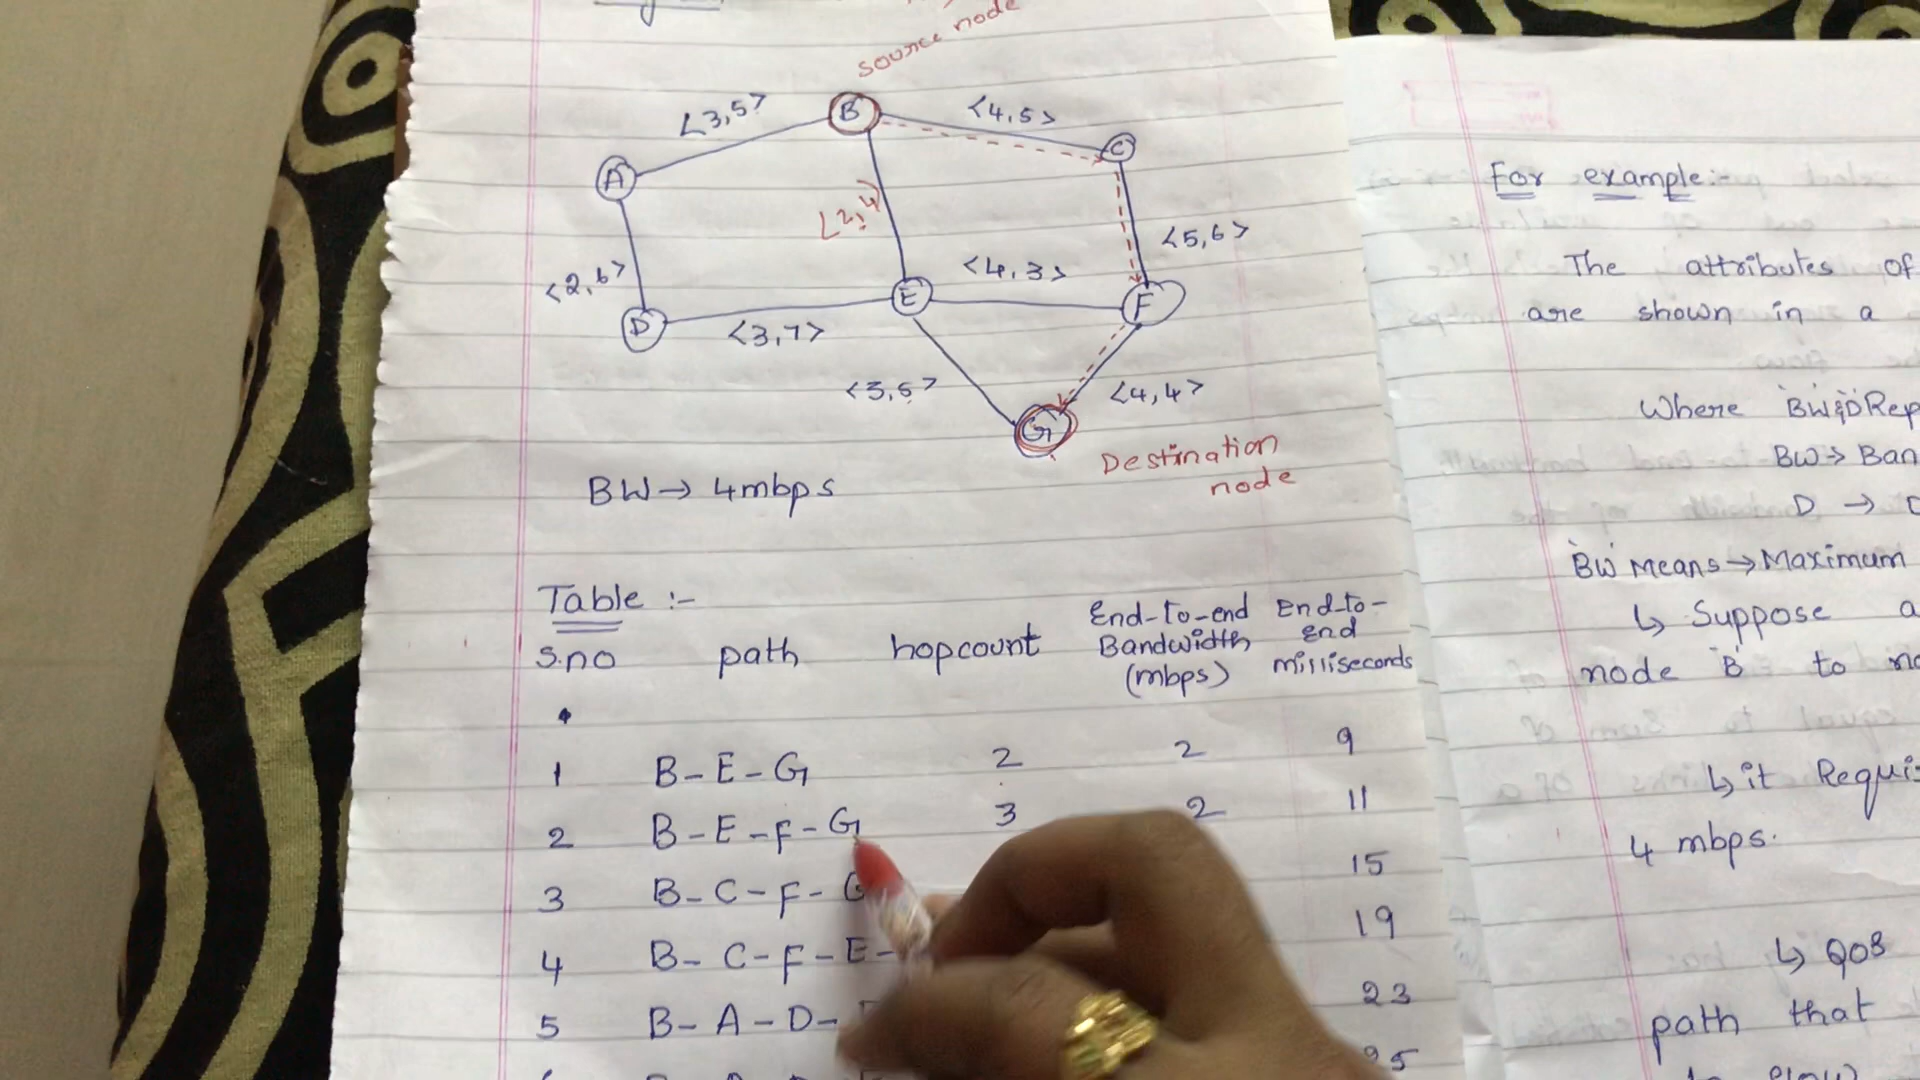 source node
<3,5>
B
<4,5>
C
A
<2,4>
<5,6>
<2,6>
E
<4,3>
F
D
<3,7>
<3,5>
<4,4>
G
Destination
node
BW → 4mbps
Table :-
S.no path hopcount End-to-end Bandwidth (mbps) End-to-end milliseconds
1 B-E-G 2 2 9
2 B-E-F-G 3 2 11
3 B-C-F- 15
4 B-C-F-E- 19
5 B-A-D- 23
For example:-
The attributes of
are shown in a
Where BW&D Rep
BW→ Ban
D →
'BW' Means→Maximum
↳ Suppose a
node 'B' to
↳ it Requi
4 mbps.
↳ QOS
path that